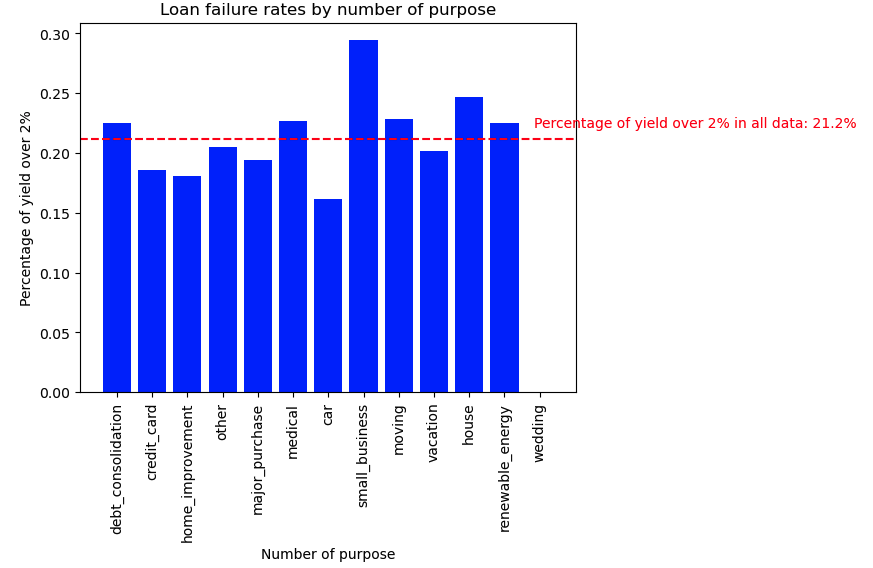 Loan failure rates by number of purpose
Percentage of yield over 2%
0.30
0.25
0.20
0.15
0.10
0.05
0.00
Percentage of yield over 2% in all data: 21.2%
debt_consolidation
credit_card
home_improvement
other
major_purchase
medical
car
small_business
moving
vacation
house
renewable_energy
wedding
Number of purpose